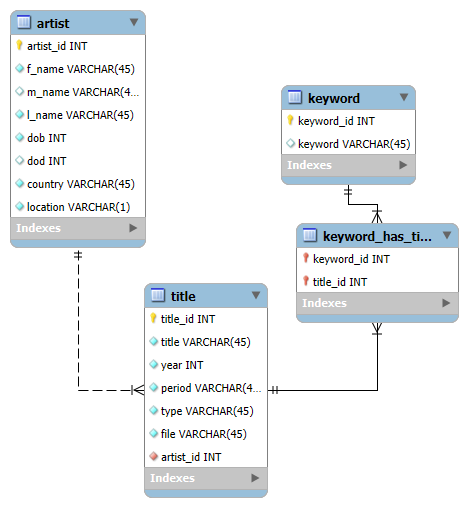 artist
artist_id INT
f_name VARCHAR(45)
m_name VARCHAR(4...
l_name VARCHAR(45)
dob INT
dod INT
country VARCHAR(45)
location VARCHAR(1)
Indexes
keyword
keyword_id INT
keyword VARCHAR(45)
Indexes
keyword_has_ti...
keyword_id INT
title_id INT
Indexes
title
title_id INT
title VARCHAR(45)
year INT
period VARCHAR(4...
type VARCHAR(45)
file VARCHAR(45)
artist_id INT
Indexes